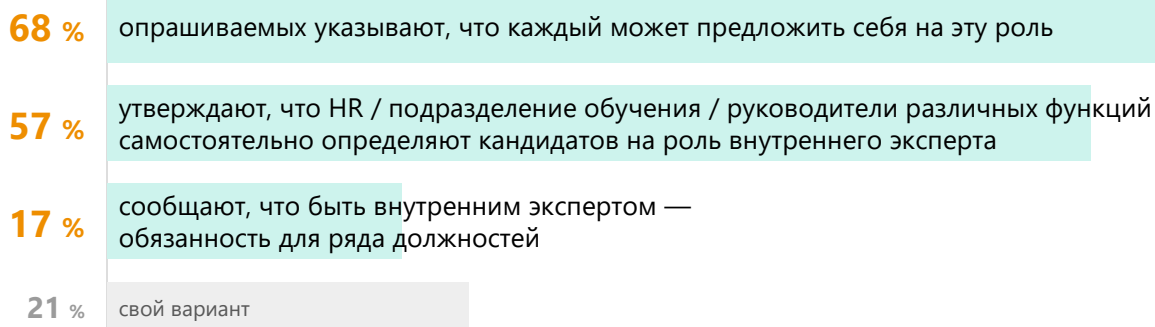 68 % опрашиваемых указывают, что каждый может предложить себя на эту роль
57 % утверждают, что HR / подразделение обучения / руководители различных функций
самостоятельно определяют кандидатов на роль внутреннего эксперта
17 % сообщают, что быть внутренним экспертом —
обязанность для ряда должностей
21 % свой вариант